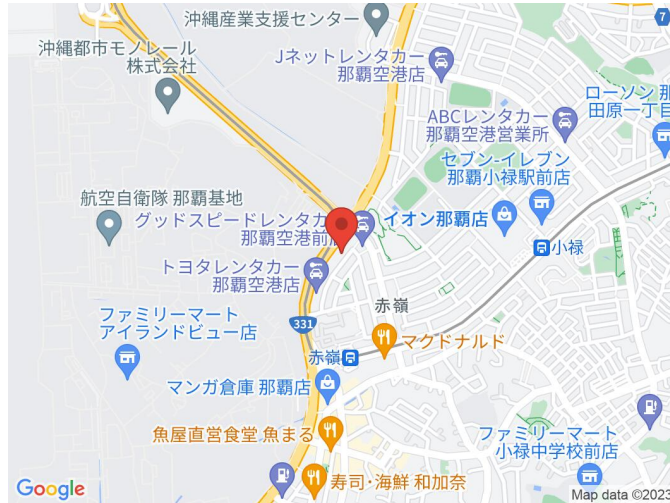 沖縄産業支援センター
7
沖縄都市モノレール
株式会社
Jネットレンタカー
那覇空港店
ローソン 那
田原一丁目
ABCレンタカー
那覇空港営業所
セブン-イレブン
那覇小禄駅前店
航空自衛隊 那覇基地
グッドスピードレンタカ
那覇空港前店
イオン那覇店
小禄
トヨタレンタカー
那覇空港店
赤嶺
ファミリーマート
アイランドビュー店
331
マクドナルド
赤嶺
マンガ倉庫 那覇店
魚屋直営食堂 魚まる
ファミリーマート
小禄中学校前店
寿司・海鮮 和加奈
Google
Map data ©202